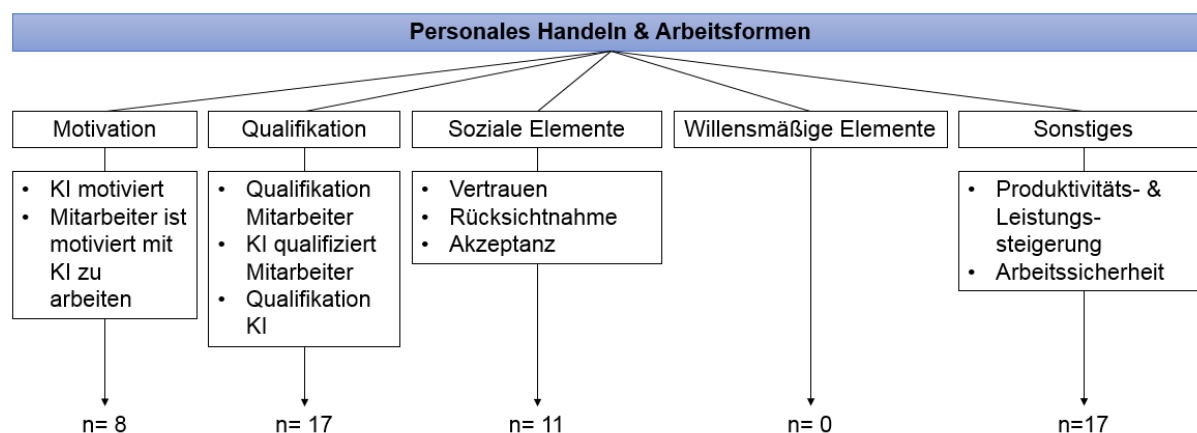 Personales Handeln & Arbeitsformen
Motivation
Qualifikation
Soziale Elemente
Willensmäßige Elemente
Sonstiges
• KI motiviert
• Mitarbeiter ist
motiviert mit
KI zu
arbeiten
• Qualifikation
Mitarbeiter
• KI qualifiziert
Mitarbeiter
• Qualifikation
KI
• Vertrauen
• Rücksichtnahme
• Akzeptanz
• Produktivitäts- &
Leistungs-
steigerung
• Arbeitssicherheit
n= 8
n= 17
n= 11
n= 0
n=17